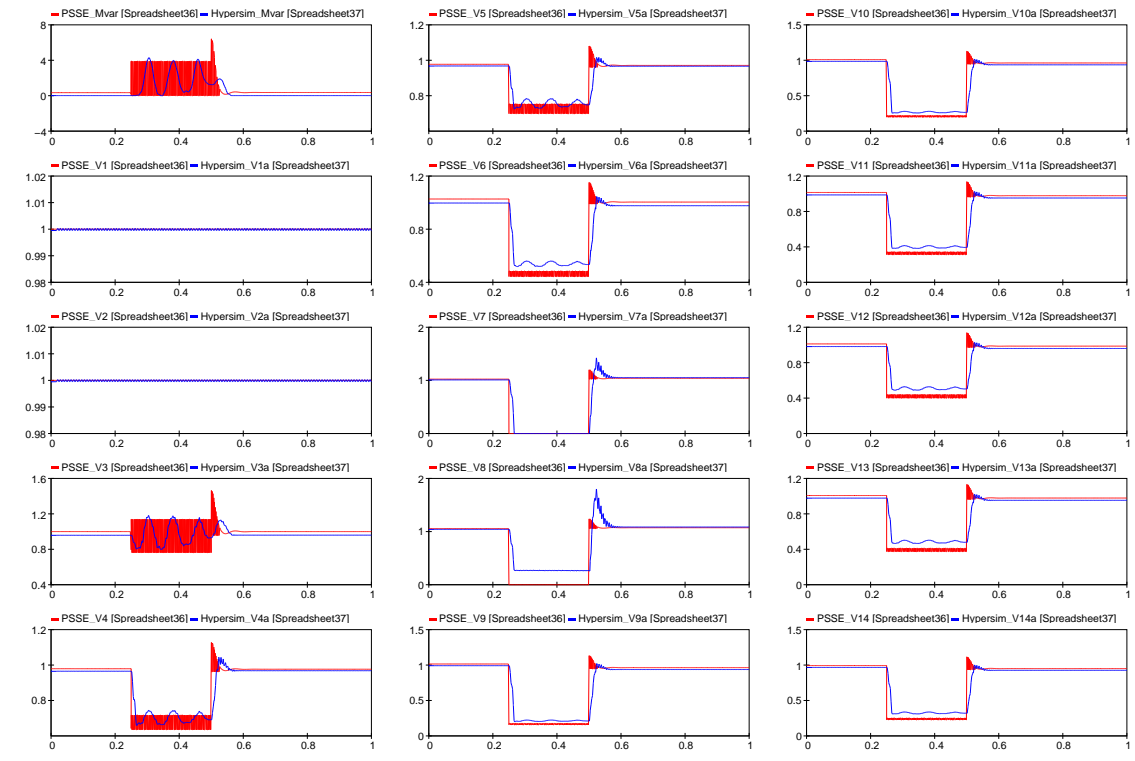 PSSE_Mvar [Spreadsheet36] Hypersim_Mvar [Spreadsheet37]
8
4
0
−4
0 0.2 0.4 0.6 0.8 1
PSSE_V5 [Spreadsheet36] Hypersim_V5a [Spreadsheet37]
1.2
1
0.8
0 0.2 0.4 0.6 0.8 1
PSSE_V10 [Spreadsheet36] Hypersim_V10a [Spreadsheet37]
1.5
1
0.5
0
0 0.2 0.4 0.6 0.8 1
PSSE_V1 [Spreadsheet36] Hypersim_V1a [Spreadsheet37]
1.02
1.01
1
0.99
0.98
0 0.2 0.4 0.6 0.8 1
PSSE_V6 [Spreadsheet36] Hypersim_V6a [Spreadsheet37]
1.2
0.8
0.4
0 0.2 0.4 0.6 0.8 1
PSSE_V11 [Spreadsheet36] Hypersim_V11a [Spreadsheet37]
1.2
0.8
0.4
0
0 0.2 0.4 0.6 0.8 1
PSSE_V2 [Spreadsheet36] Hypersim_V2a [Spreadsheet37]
1.02
1.01
1
0.99
0.98
0 0.2 0.4 0.6 0.8 1
PSSE_V7 [Spreadsheet36] Hypersim_V7a [Spreadsheet37]
2
1
0
0 0.2 0.4 0.6 0.8 1
PSSE_V12 [Spreadsheet36] Hypersim_V12a [Spreadsheet37]
1.2
0.8
0.4
0
0 0.2 0.4 0.6 0.8 1
PSSE_V3 [Spreadsheet36] Hypersim_V3a [Spreadsheet37]
1.6
1.2
0.8
0.4
0 0.2 0.4 0.6 0.8 1
PSSE_V8 [Spreadsheet36] Hypersim_V8a [Spreadsheet37]
2
1
0
0 0.2 0.4 0.6 0.8 1
PSSE_V13 [Spreadsheet36] Hypersim_V13a [Spreadsheet37]
1.2
0.8
0.4
0
0 0.2 0.4 0.6 0.8 1
PSSE_V4 [Spreadsheet36] Hypersim_V4a [Spreadsheet37]
1.2
1
0.8
0 0.2 0.4 0.6 0.8 1
PSSE_V9 [Spreadsheet36] Hypersim_V9a [Spreadsheet37]
1.5
1
0.5
0
0 0.2 0.4 0.6 0.8 1
PSSE_V14 [Spreadsheet36] Hypersim_V14a [Spreadsheet37]
1.5
1
0.5
0
0 0.2 0.4 0.6 0.8 1